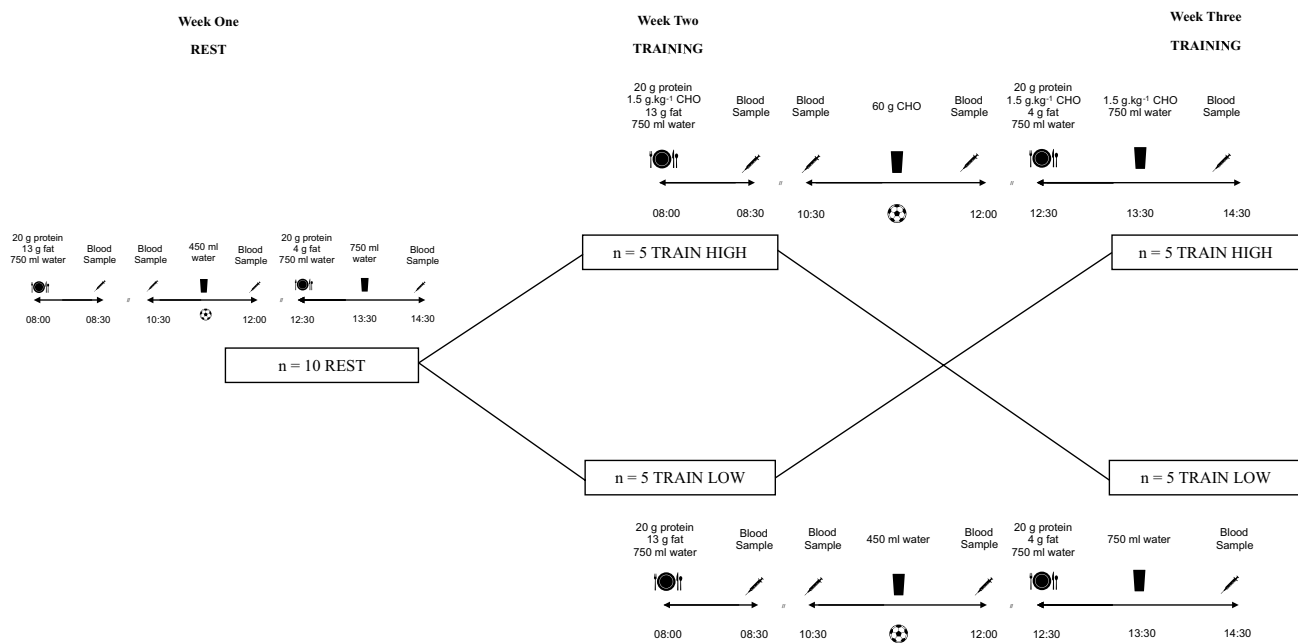 Week One
REST
Week Two
TRAINING
Week Three
TRAINING
20 g protein
1.5 g.kg⁻¹ CHO
13 g fat
750 ml water
Blood
Sample
Blood
Sample
60 g CHO
Blood
Sample
20 g protein
1.5 g.kg⁻¹ CHO
4 g fat
750 ml water
1.5 g.kg⁻¹ CHO
750 ml water
Blood
Sample
//
//
08:00
08:30
10:30
12:00
12:30
13:30
14:30
20 g protein
13 g fat
750 ml water
Blood
Sample
Blood
Sample
450 ml
water
Blood
Sample
20 g protein
4 g fat
750 ml water
750 ml
water
Blood
Sample
//
//
08:00
08:30
10:30
12:00
12:30
13:30
14:30
n = 5 TRAIN HIGH
n = 5 TRAIN HIGH
n = 10 REST
n = 5 TRAIN LOW
n = 5 TRAIN LOW
20 g protein
13 g fat
750 ml water
Blood
Sample
Blood
Sample
450 ml water
Blood
Sample
20 g protein
4 g fat
750 ml water
750 ml water
Blood
Sample
//
//
08:00
08:30
10:30
12:00
12:30
13:30
14:30